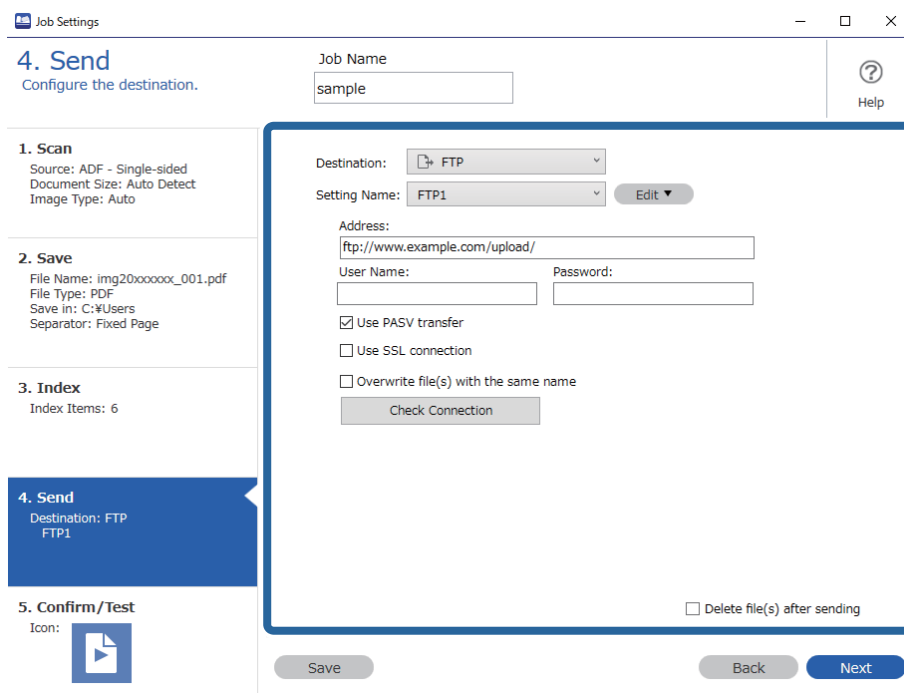 Job Settings
4. Send
Configure the destination.
Job Name
sample
Help
1. Scan
Source: ADF - Single-sided
Document Size: Auto Detect
Image Type: Auto
2. Save
File Name: img20xxxxxx_001.pdf
File Type: PDF
Save in: C:¥Users
Separator: Fixed Page
3. Index
Index Items: 6
4. Send
Destination: FTP
FTP1
5. Confirm/Test
Icon:
Destination: FTP
Setting Name: FTP1 Edit ▼
Address:
ftp://www.example.com/upload/
User Name: Password:
Use PASV transfer
Use SSL connection
Overwrite file(s) with the same name
Check Connection
Delete file(s) after sending
Save Back Next